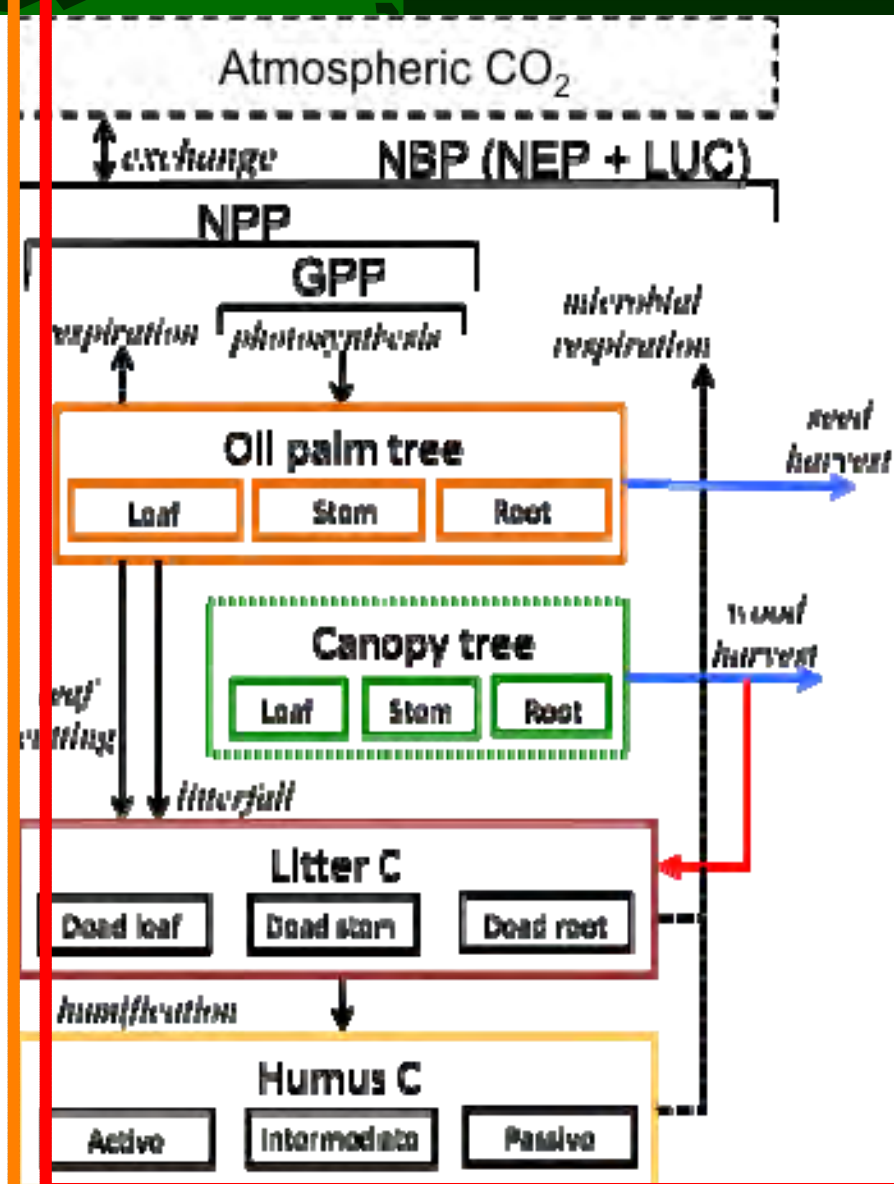 Atmospheric CO₂
exchange
NBP (NEP + LUC)
NPP
GPP
respiration
photosynthesis
microbial
respiration
seed
harvest
Oil palm tree
Leaf
Stem
Root
wood
harvest
Canopy tree
Leaf
Stem
Root
litterfall
Litter C
Dead leaf
Dead stem
Dead root
humification
Humus C
Active
Intermediate
Passive